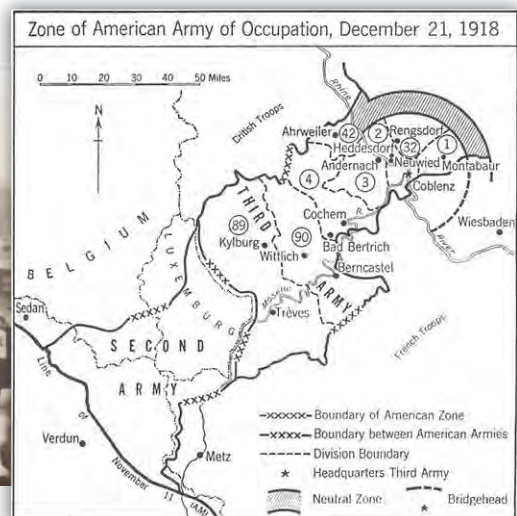 Zone of American Army of Occupation, December 21, 1918
0 10 20 30 40 50 Miles
N
Rhine
British Troops
Ahrweiler
42
2
Rengsdorf
Heddesdorf
32
1
Neuwied
Montabaur
Andernach
4
3
Coblenz
THIRD
Cochem
R.
River
Wiesbaden
89
Kylburg
90
Wittlich
Bad Bertrich
Berncastel
BELGIUM
LUXEMBURG
Moselle
ARMY
Trèves
Sedan
SECOND
ARMY
French Troops
Line of November 11 (AM)
Verdun
Metz
Boundary of American Zone
Boundary between American Armies
Division Boundary
Headquarters Third Army
Neutral Zone
Bridgehead